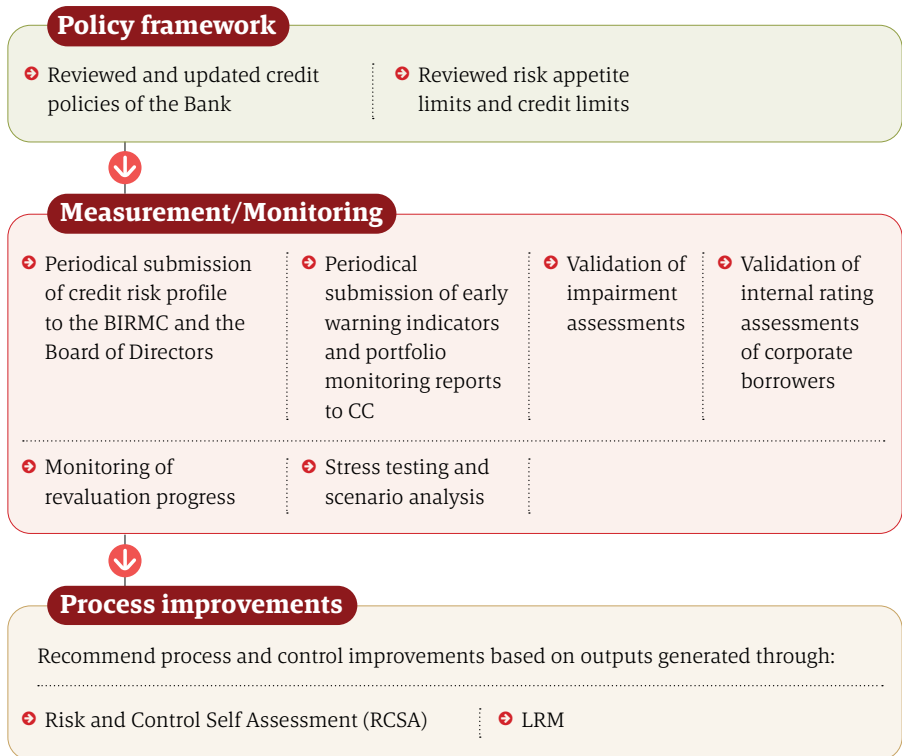 Policy framework
Reviewed and updated credit
policies of the Bank
Reviewed risk appetite
limits and credit limits
Measurement/Monitoring
Periodical submission
of credit risk profile
to the BIRMC and the
Board of Directors
Periodical
submission of early
warning indicators
and portfolio
monitoring reports
to CC
Validation of
impairment
assessments
Validation of
internal rating
assessments
of corporate
borrowers
Monitoring of
revaluation progress
Stress testing and
scenario analysis
Process improvements
Recommend process and control improvements based on outputs generated through:
Risk and Control Self Assessment (RCSA)
LRM